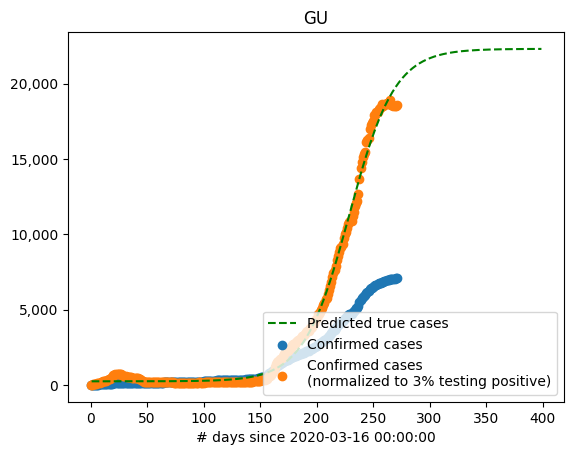 GU
20,000
15,000
10,000
5,000
0
Predicted true cases
Confirmed cases
Confirmed cases
(normalized to 3% testing positive)
0 50 100 150 200 250 300 350 400
# days since 2020-03-16 00:00:00